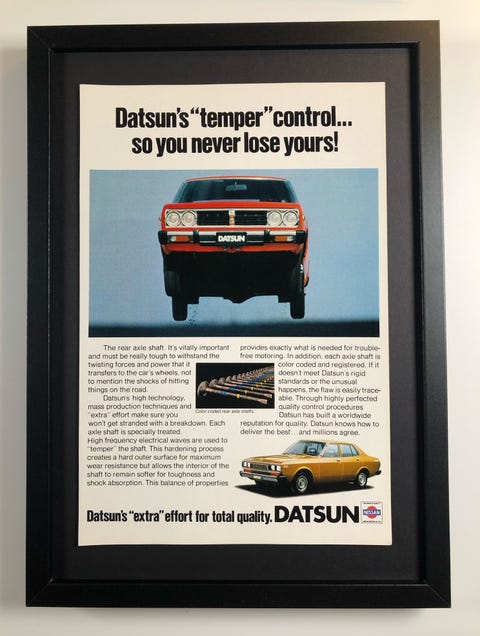 Datsun's "temper" control...
so you never lose yours!
DATSUN
The rear axle shaft. It's vitally important
and must be really tough to withstand the
twisting forces and power that it
transfers to the car's wheels, not
to mention the shocks of hitting
things on the road.
Datsun's high technology,
mass production techniques and
"extra" effort make sure you
won't get stranded with a breakdown. Each
axle shaft is specially treated.
High frequency electrical waves are used to
"temper" the shaft. This hardening process
creates a hard outer surface for maximum
wear resistance but allows the interior of the
shaft to remain softer for toughness and
shock absorption. This balance of properties
provides exactly what is needed for trouble-
free motoring. In addition, each axle shaft is
color coded and registered. If it
doesn't meet Datsun's rigid
standards or the unusual
happens, the flaw is easily trace-
able. Through highly perfected
quality control procedures
Datsun has built a worldwide
reputation for quality. Datsun knows how to
deliver the best...and millions agree.
Color coded rear axle shafts.
Datsun's "extra" effort for total quality. DATSUN
NISSAN